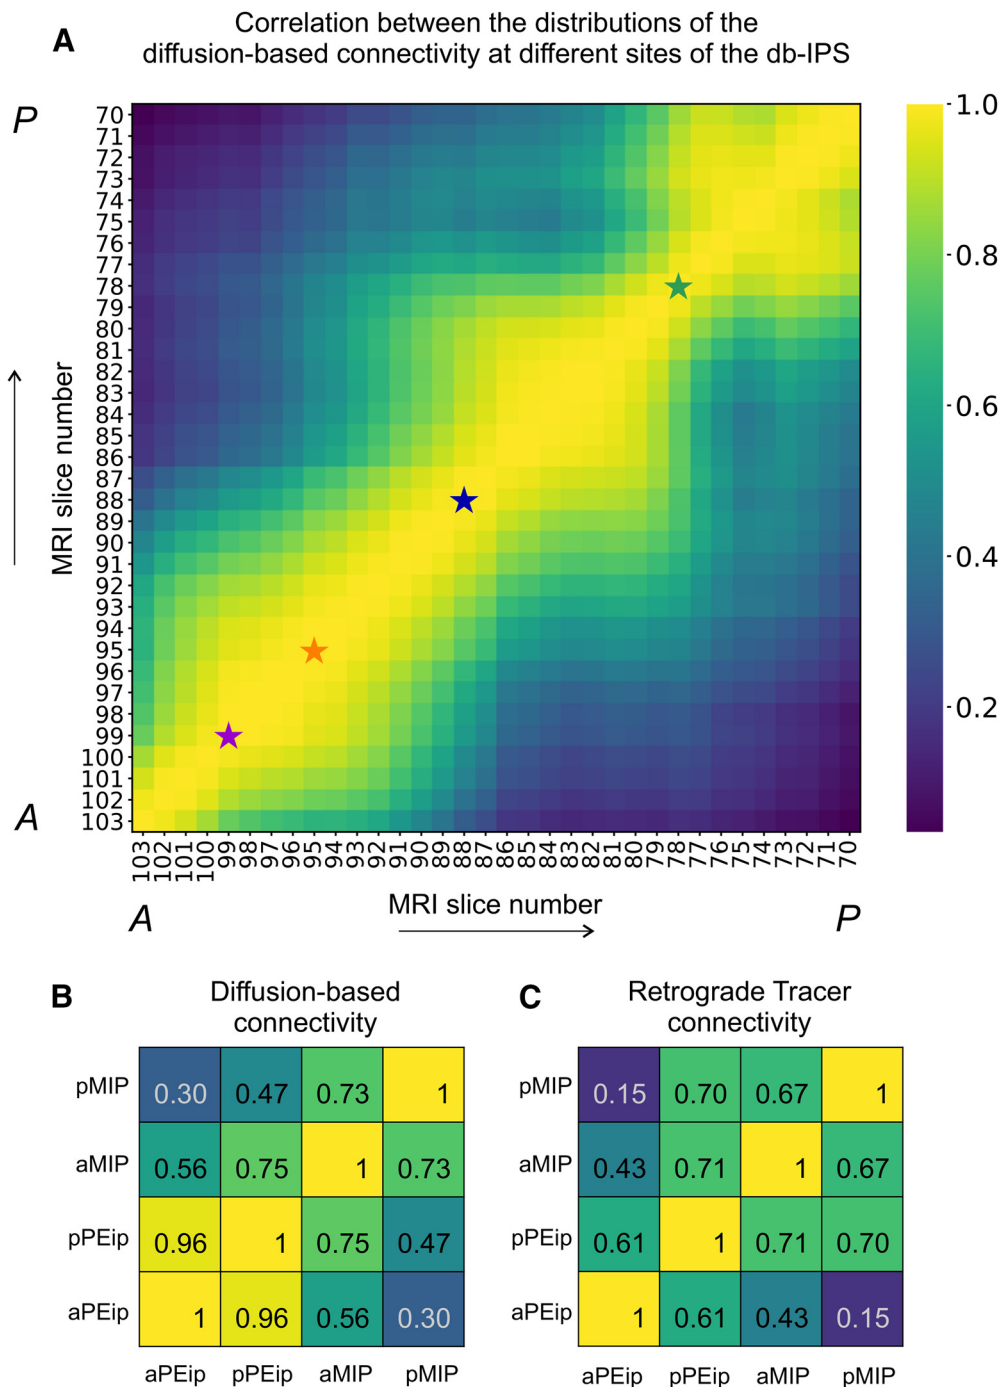 A
Correlation between the distributions of the
diffusion-based connectivity at different sites of the db-IPS
P
70
71
72
73
74
75
76
77
78
79
80
81
82
83
84
85
86
87
88
89
90
91
92
93
94
95
96
97
98
99
100
101
102
103
MRI slice number
A
1.0
0.8
0.6
0.4
0.2
103 102 101 100 99 98 97 96 95 94 93 92 91 90 89 88 87 86 85 84 83 82 81 80 79 78 77 76 75 74 73 72 71 70
A
MRI slice number
P
B
Diffusion-based
connectivity
pMIP 0.30 0.47 0.73 1
aMIP 0.56 0.75 1 0.73
pPEip 0.96 1 0.75 0.47
aPEip 1 0.96 0.56 0.30
aPEip pPEip aMIP pMIP
C
Retrograde Tracer
connectivity
pMIP 0.15 0.70 0.67 1
aMIP 0.43 0.71 1 0.67
pPEip 0.61 1 0.71 0.70
aPEip 1 0.61 0.43 0.15
aPEip pPEip aMIP pMIP